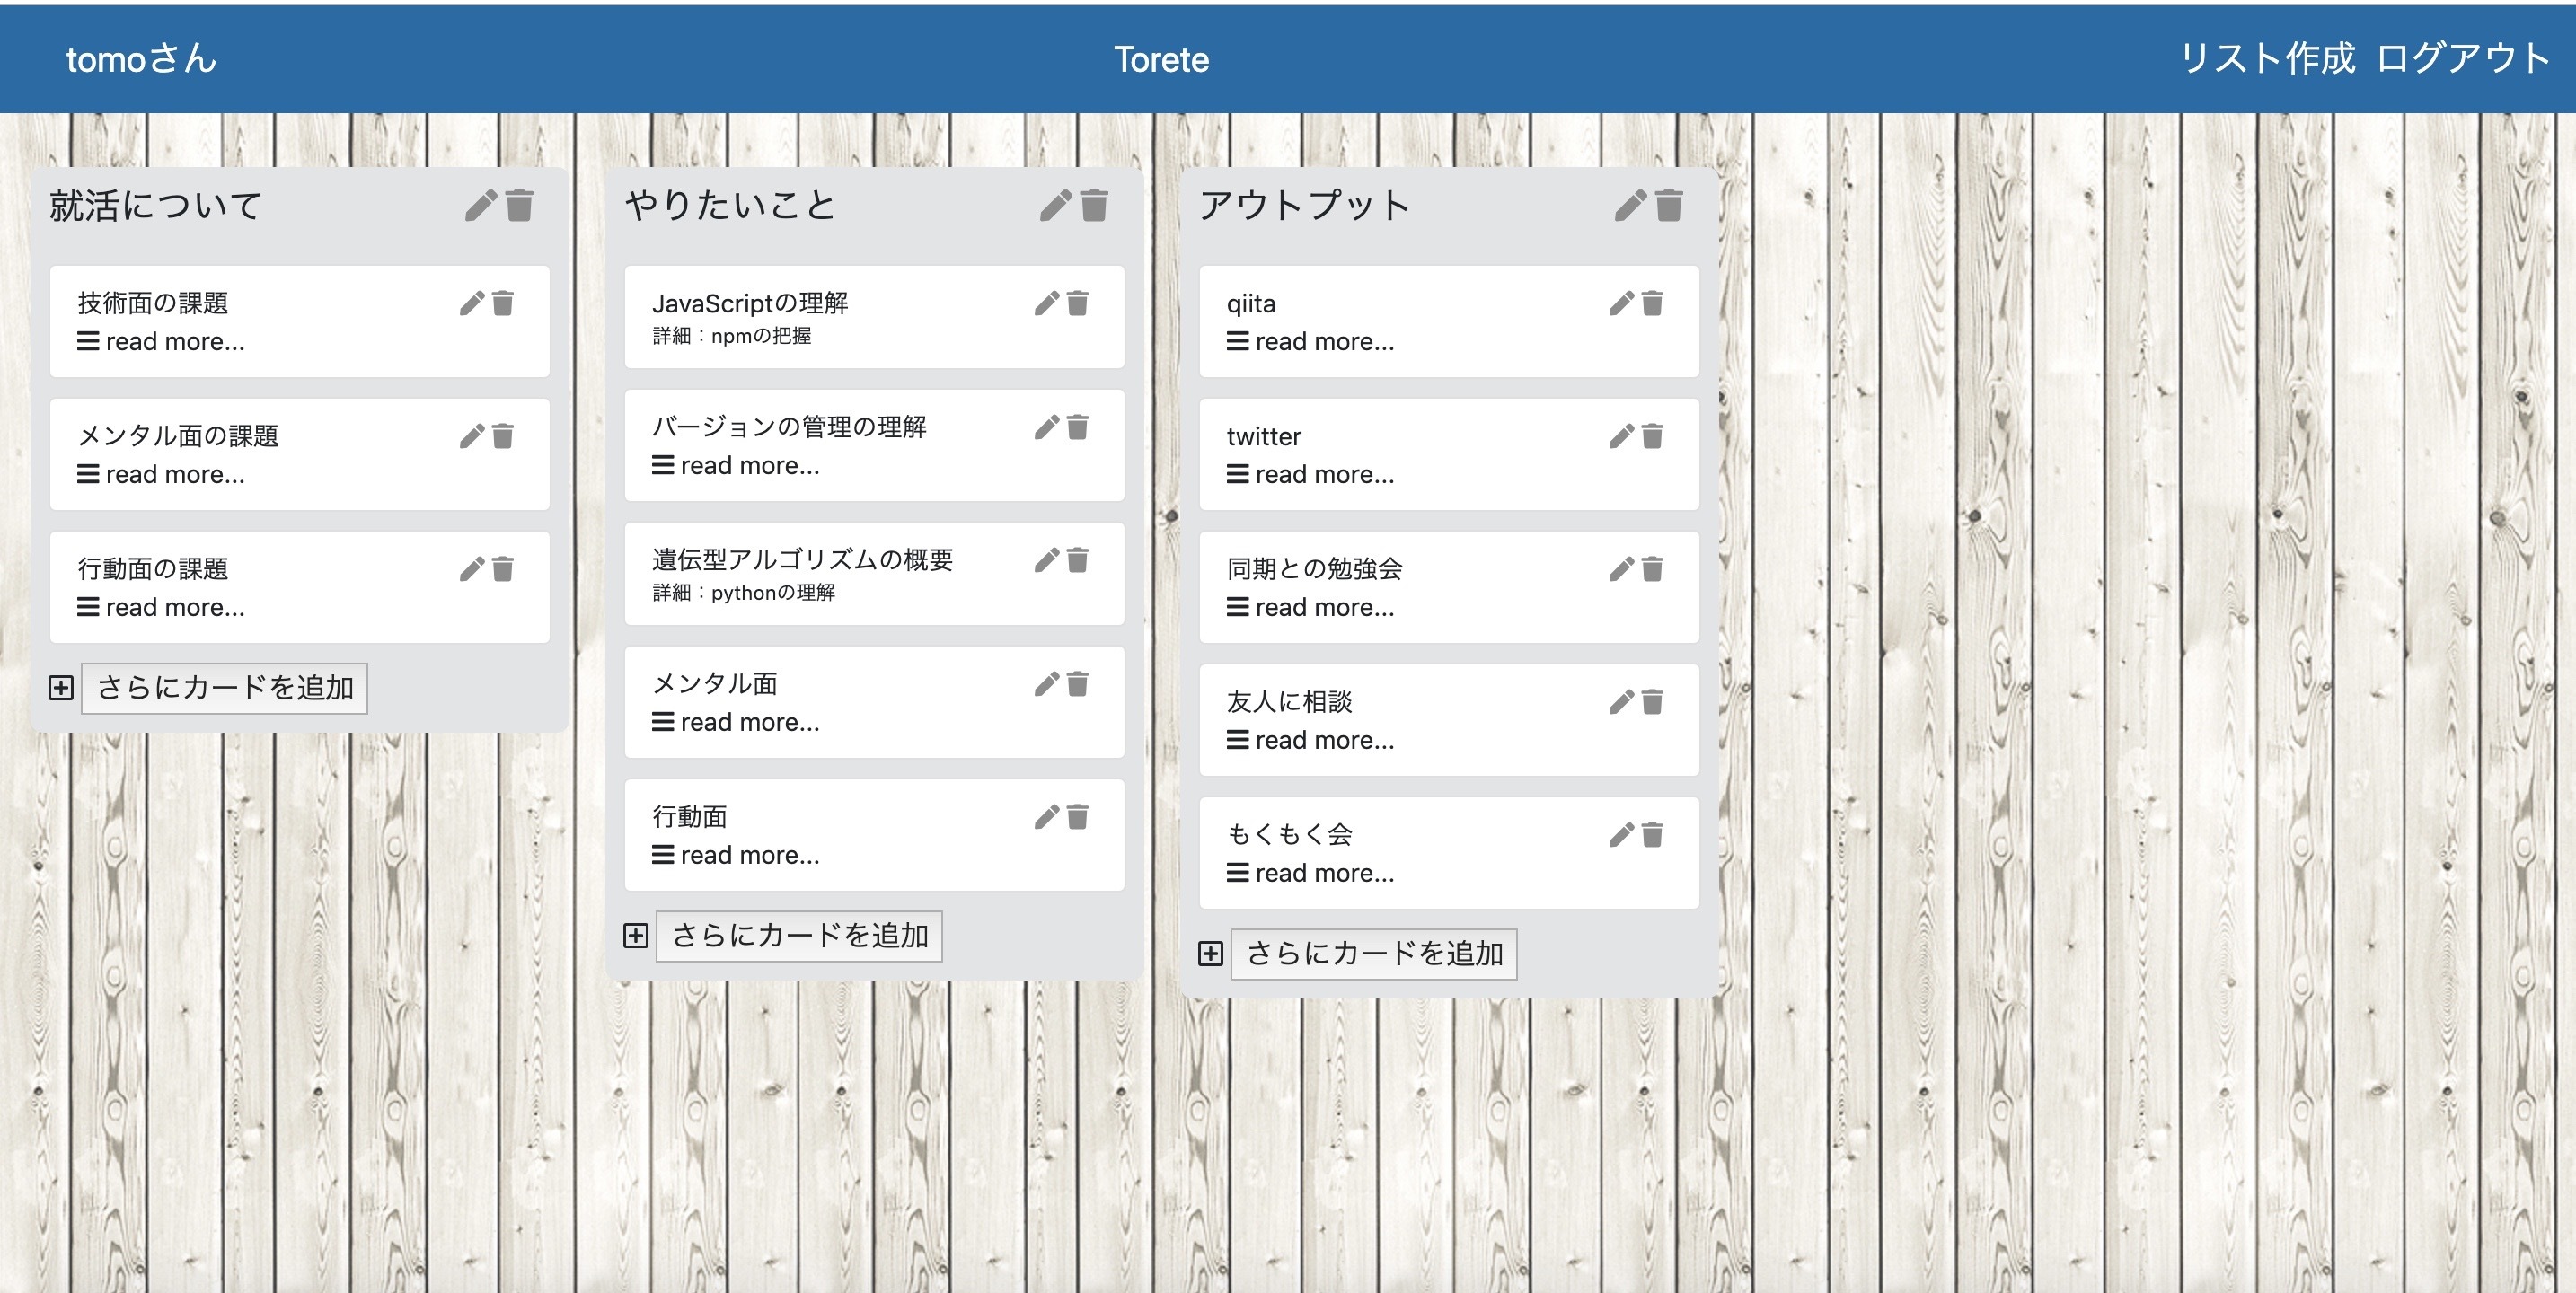 tomoさん
Torete
リスト作成 ログアウト
就活について
技術面の課題
read more...
メンタル面の課題
read more...
行動面の課題
read more...
さらにカードを追加
やりたいこと
JavaScriptの理解
詳細：npmの把握
バージョンの管理の理解
read more...
遺伝型アルゴリズムの概要
詳細：pythonの理解
メンタル面
read more...
行動面
read more...
さらにカードを追加
アウトプット
qiita
read more...
twitter
read more...
同期との勉強会
read more...
友人に相談
read more...
もくもく会
read more...
さらにカードを追加